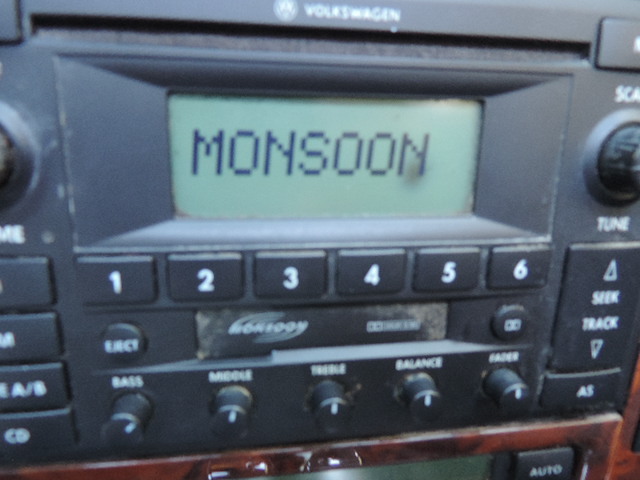 VOLKSWAGEN
SCA
MONSOON
ME
TUNE
1 2 3 4 5 6
SEEK
TRACK
M
EJECT
MONSOON
BASS MIDDLE TREBLE BALANCE FADER
E A/B
AS
CD
AUTO